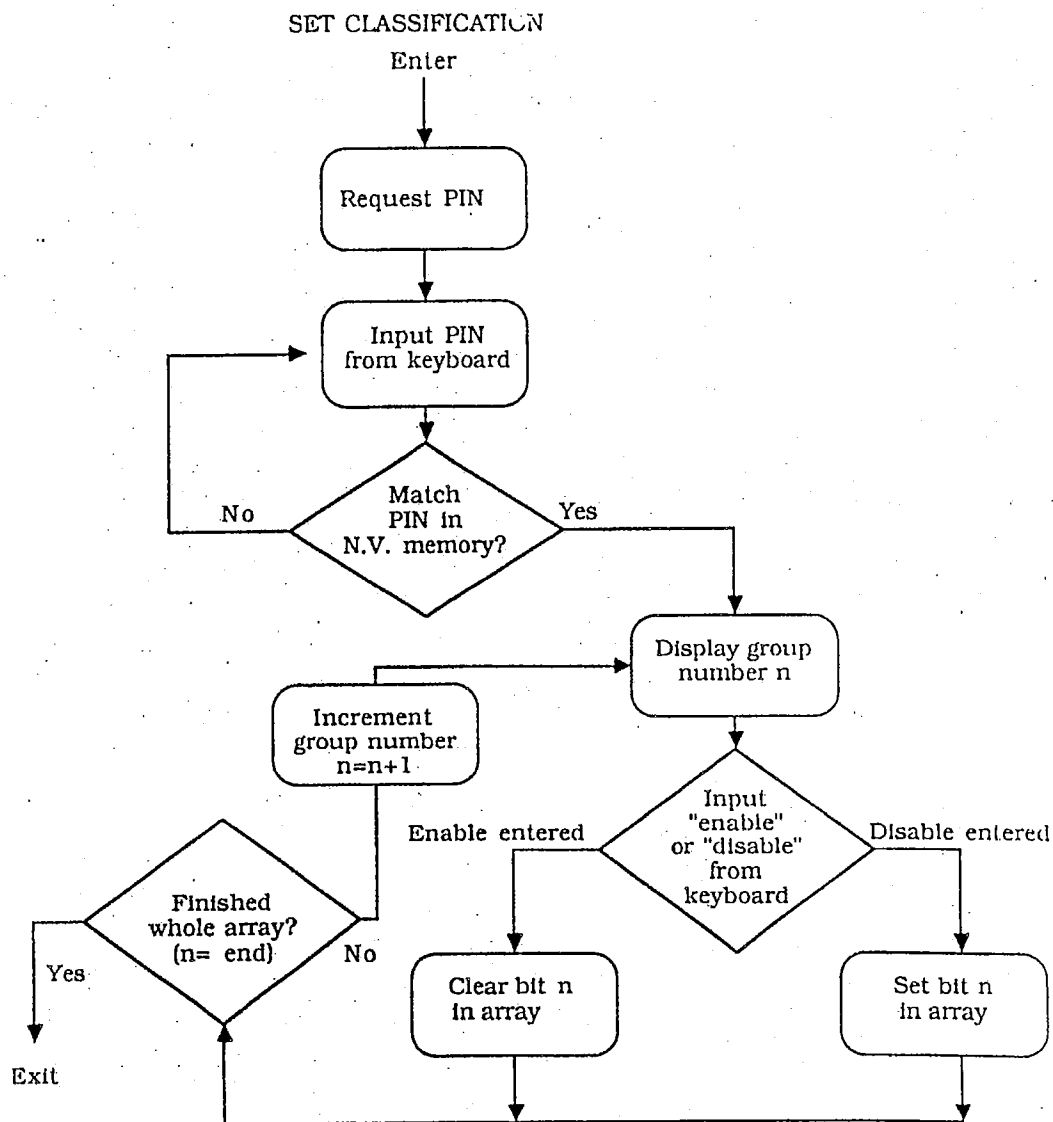 SET CLASSIFICATION
Enter
Request PIN
Input PIN
from keyboard
Match
PIN in
N.V. memory?
No
Yes
Display group
number n
Increment
group number
n=n+1
Input
"enable"
or "disable"
from
keyboard
Enable entered
Disable entered
Finished
whole array?
(n= end)
No
Yes
Clear bit n
in array
Set bit n
in array
Exit